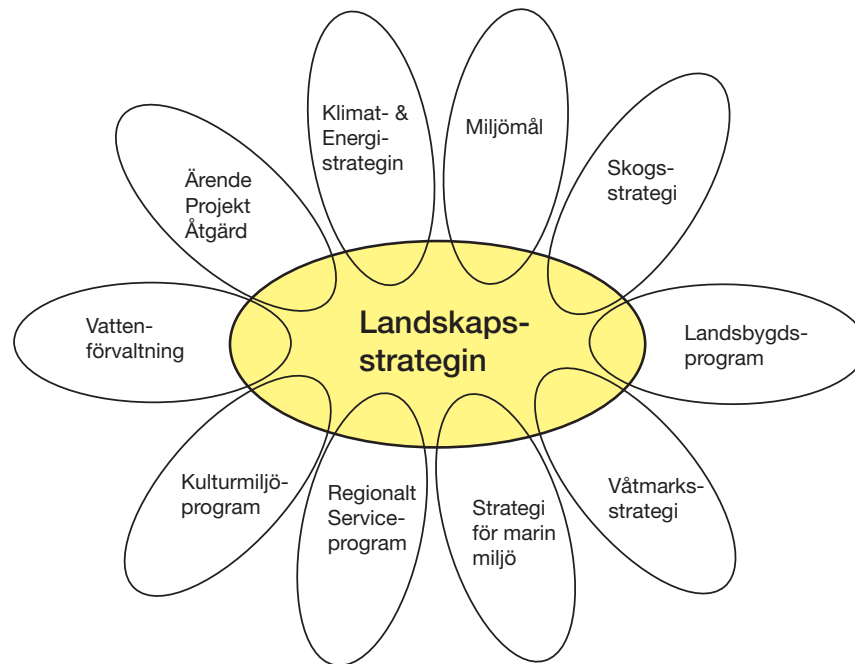 Klimat- &
Energi-
strategin
Miljömål
Skogs-
strategi
Ärende
Projekt
Åtgärd
Landskaps-
strategin
Vatten-
förvaltning
Landsbygds-
program
Kulturmiljö-
program
Regionalt
Service-
program
Strategi
för marin
miljö
Våtmarks-
strategi